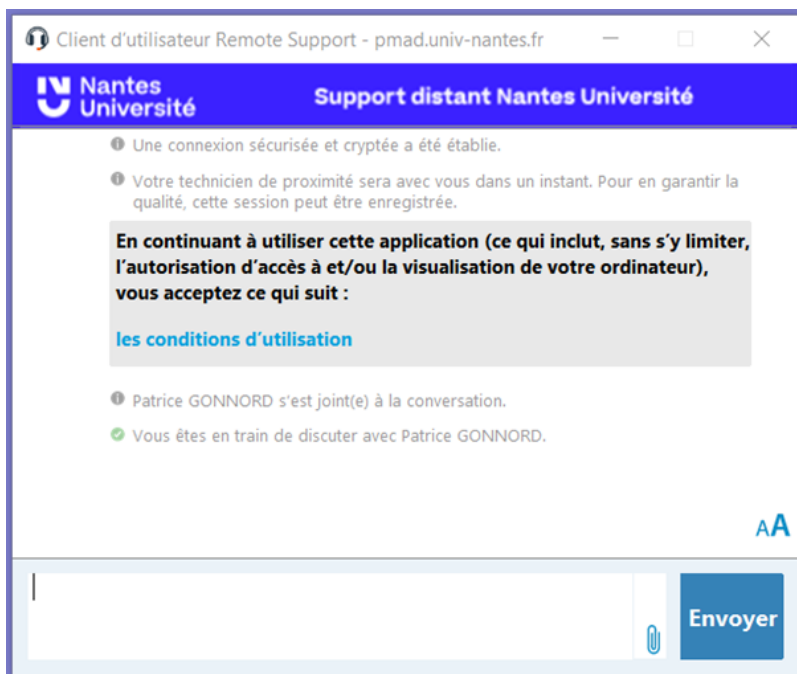 Client d'utilisateur Remote Support - pmad.univ-nantes.fr
Nantes
Université
Support distant Nantes Université
Une connexion sécurisée et cryptée a été établie.
Votre technicien de proximité sera avec vous dans un instant. Pour en garantir la
qualité, cette session peut être enregistrée.
En continuant à utiliser cette application (ce qui inclut, sans s'y limiter,
l'autorisation d'accès à et/ou la visualisation de votre ordinateur),
vous acceptez ce qui suit :
les conditions d'utilisation
Patrice GONNORD s'est joint(e) à la conversation.
Vous êtes en train de discuter avec Patrice GONNORD.
AA
Envoyer